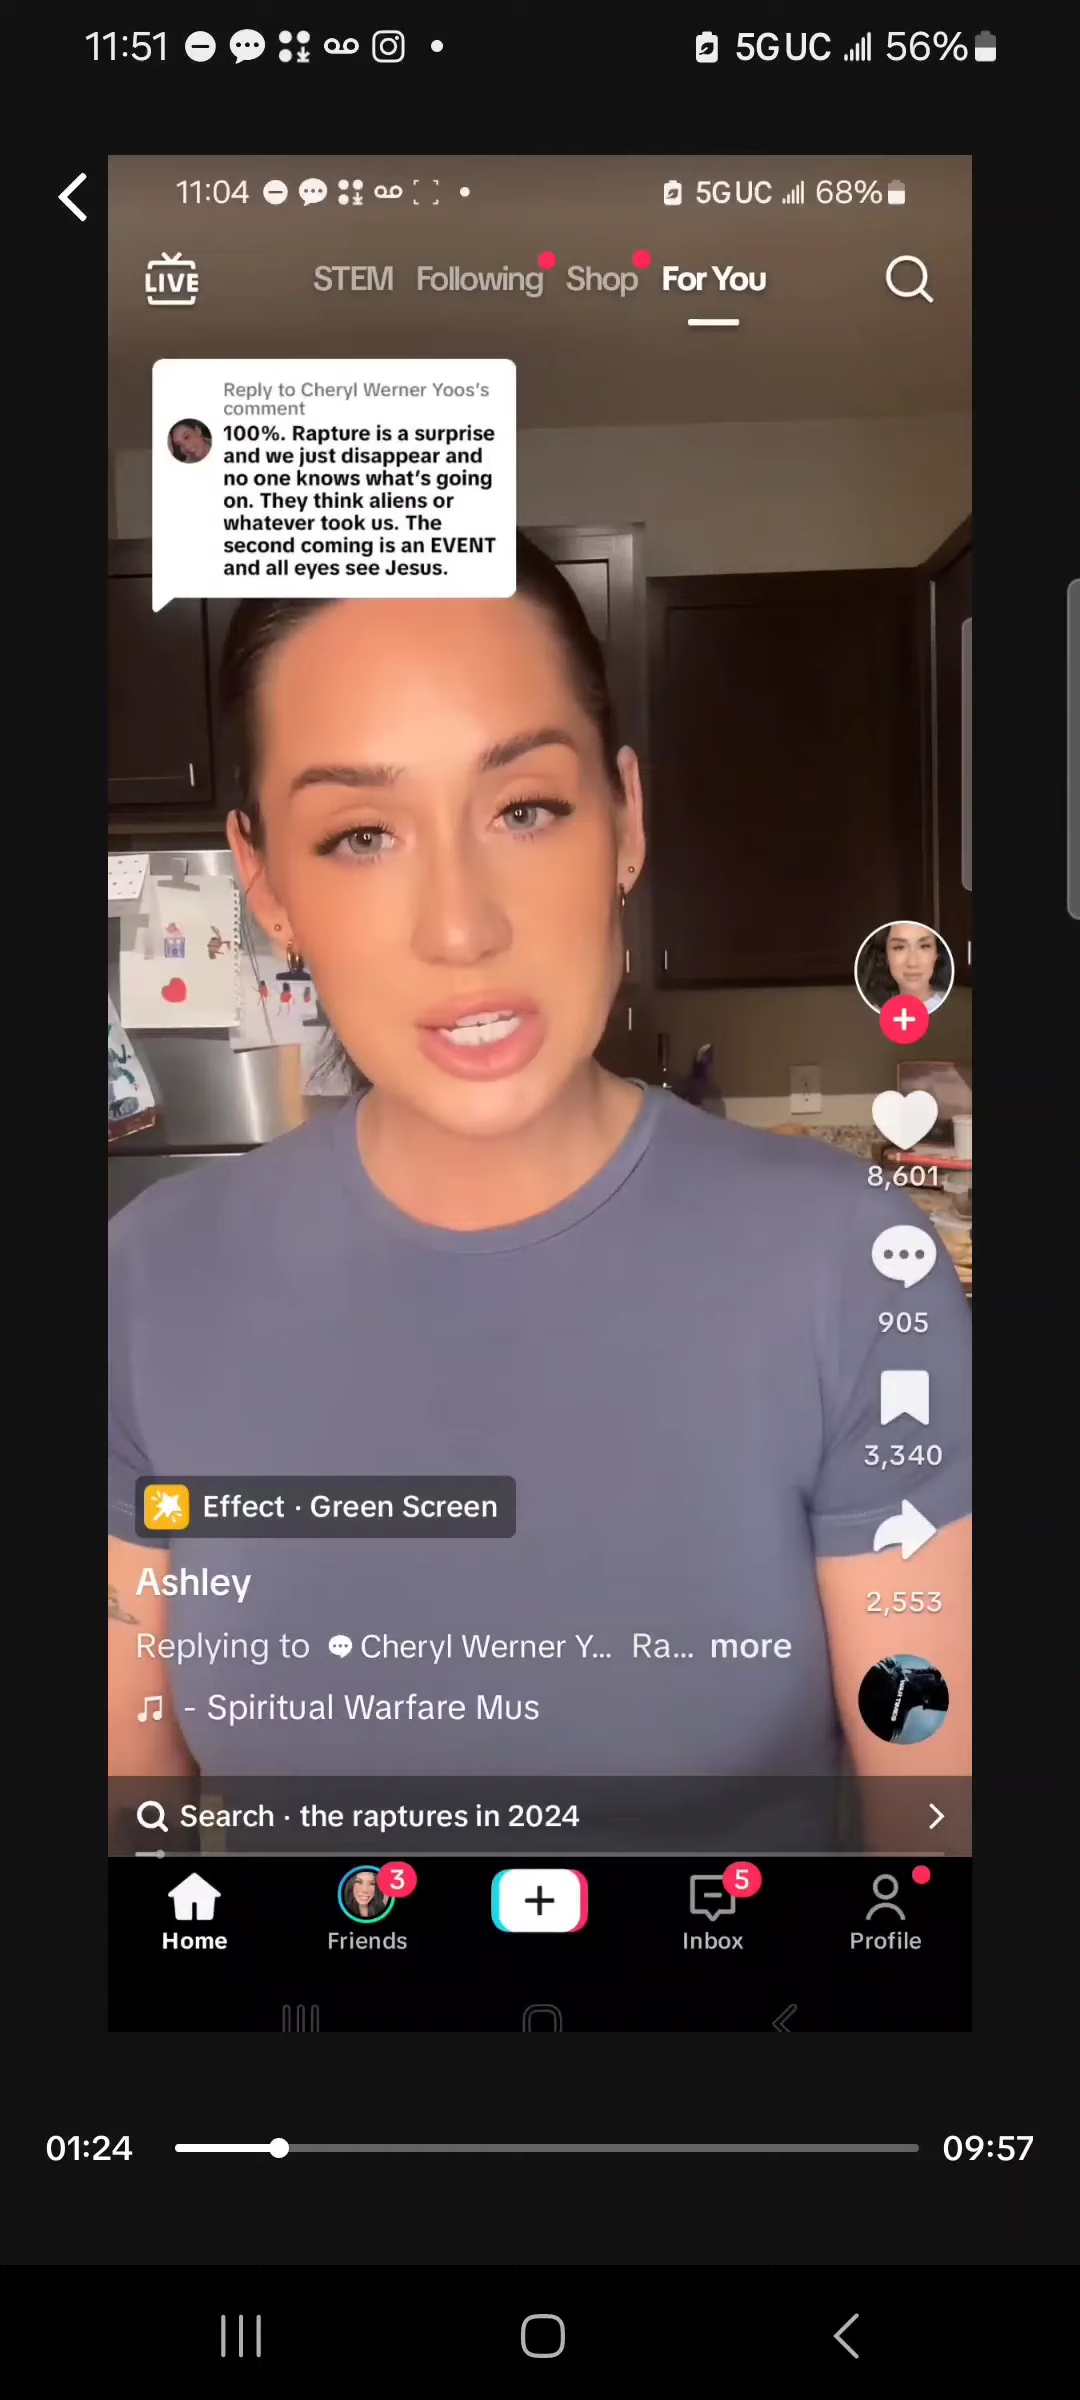 11:51
5G UC 56%
11:04
5G UC 68%
LIVE
STEM Following Shop For You
Reply to Cheryl Werner Yoos's
comment
100%. Rapture is a surprise
and we just disappear and
no one knows what's going
on. They think aliens or
whatever took us. The
second coming is an EVENT
and all eyes see Jesus.
8,601
905
3,340
2,553
Effect · Green Screen
Ashley
Replying to Cheryl Werner Y... Ra... more
- Spiritual Warfare Mus
Search · the raptures in 2024
3
5
Home Friends Inbox Profile
01:24
09:57